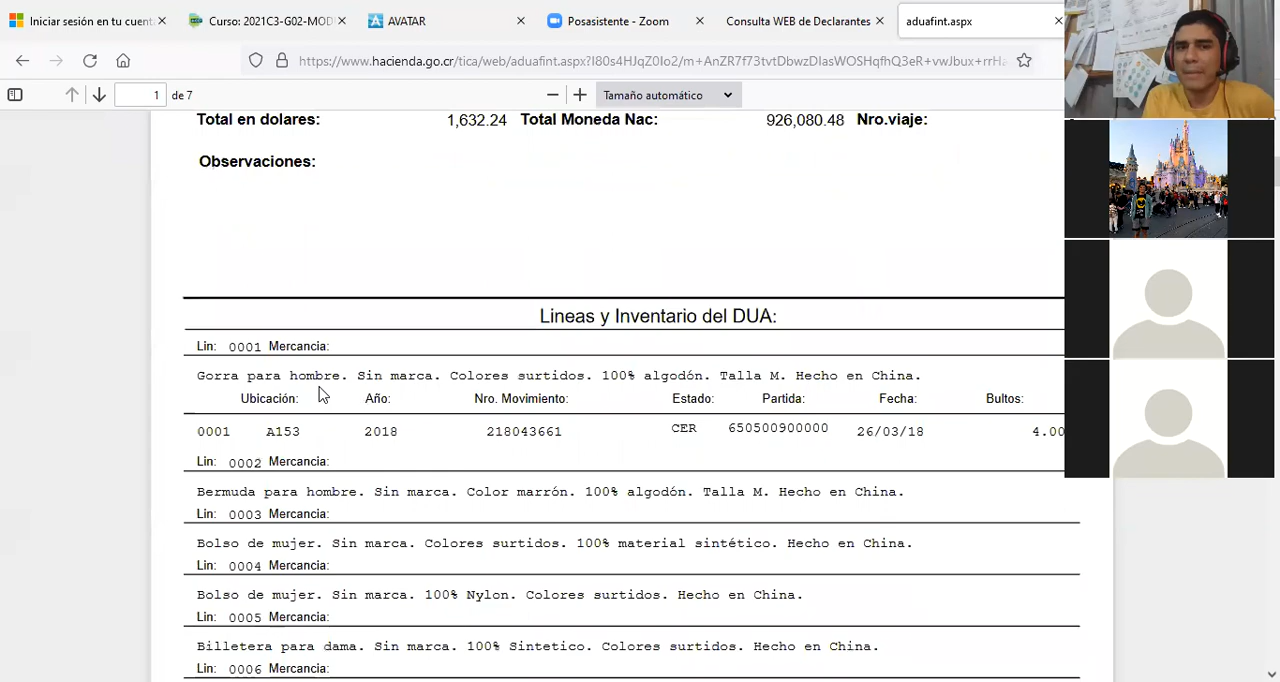 Iniciar sesión en tu cuent
Curso: 2021C3-G02-MOD
AVATAR
Posasistente - Zoom
Consulta WEB de Declarantes
aduafint.aspx
https://www.hacienda.go.cr/tica/web/aduafint.aspx?
1 de 7
Tamaño automático
Total en dolares: 1,632.24 Total Moneda Nac: 926,080.48 Nro.viaje:
Observaciones:
Lineas y Inventario del DUA:
Lin: 0001 Mercancia:
Gorra para hombre. Sin marca. Colores surtidos. 100% algodón. Talla M. Hecho en China.
Ubicación: Año: Nro. Movimiento: Estado: Partida: Fecha: Bultos:
0001 A153 2018 218043661 CER 650500900000 26/03/18 4.00
Lin: 0002 Mercancia:
Bermuda para hombre. Sin marca. Color marrón. 100% algodón. Talla M. Hecho en China.
Lin: 0003 Mercancia:
Bolso de mujer. Sin marca. Colores surtidos. 100% material sintético. Hecho en China.
Lin: 0004 Mercancia:
Bolso de mujer. Sin marca. 100% Nylon. Colores surtidos. Hecho en China.
Lin: 0005 Mercancia:
Billetera para dama. Sin marca. 100% Sintetico. Colores surtidos. Hecho en China.
Lin: 0006 Mercancia: